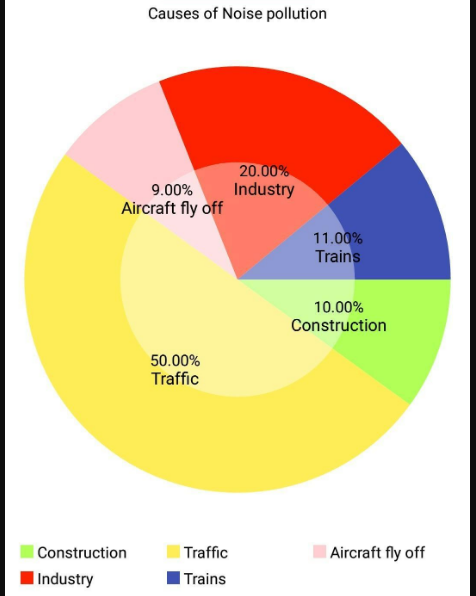 Causes of Noise pollution
20.00%
Industry
9.00%
Aircraft fly off
11.00%
Trains
10.00%
Construction
50.00%
Traffic
Construction
Traffic
Aircraft fly off
Industry
Trains